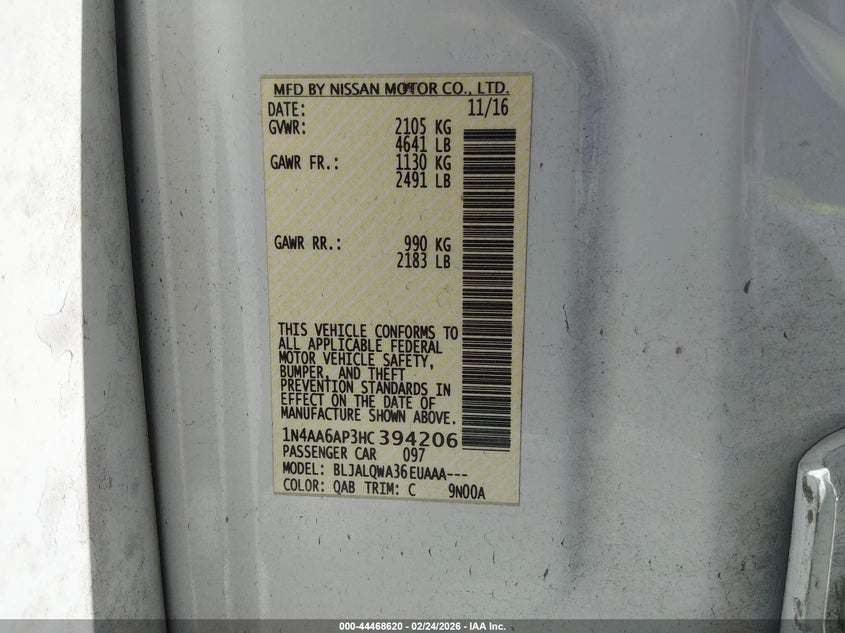 MFD BY NISSAN MOTOR CO., LTD.
DATE: 11/16
GVWR: 2105 KG
4641 LB
GAWR FR.: 1130 KG
2491 LB
GAWR RR.: 990 KG
2183 LB
THIS VEHICLE CONFORMS TO
ALL APPLICABLE FEDERAL
MOTOR VEHICLE SAFETY,
BUMPER, AND THEFT
PREVENTION STANDARDS IN
EFFECT ON THE DATE OF
MANUFACTURE SHOWN ABOVE.
1N4AA6AP3HC394206
PASSENGER CAR 097
MODEL: BLJALQWA36EUAAA---
COLOR: QAB TRIM: C 9N00A
000-44468620 - 02/24/2026 - IAA Inc.